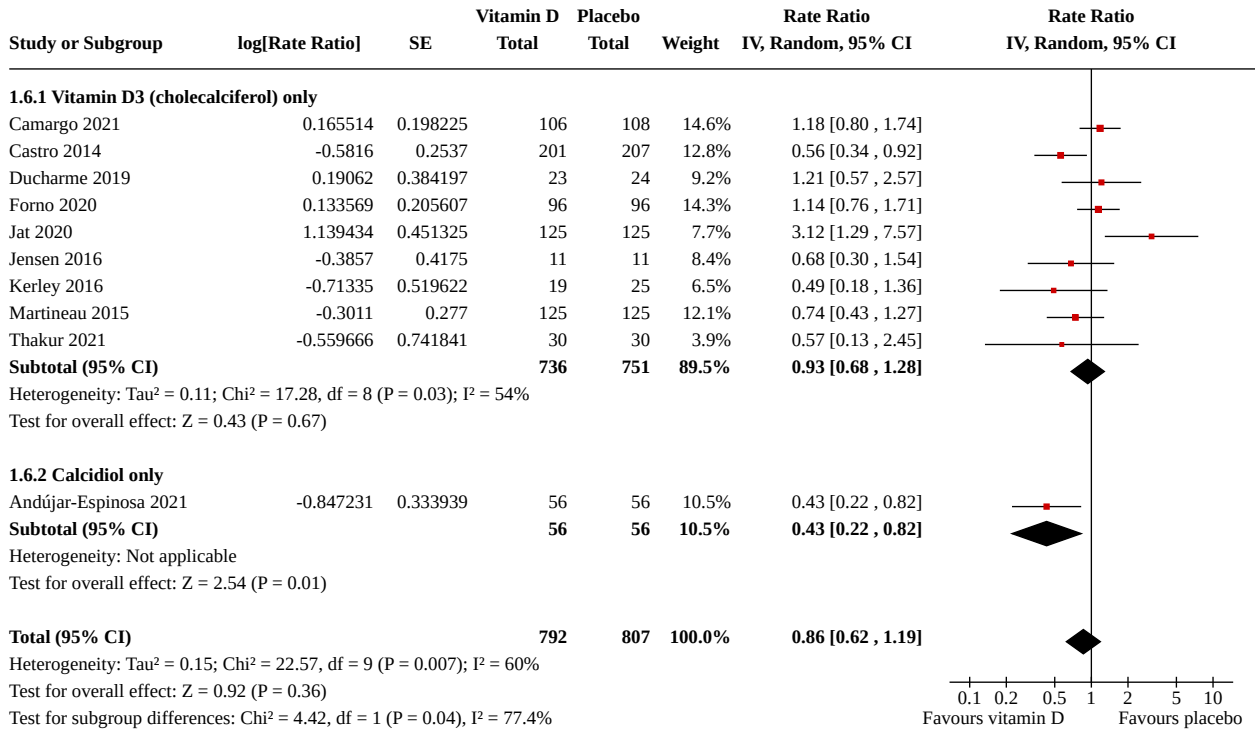 Vitamin D Placebo Rate Ratio Rate Ratio
Study or Subgroup log[Rate Ratio] SE Total Total Weight IV, Random, 95% CI IV, Random, 95% CI
1.6.1 Vitamin D3 (cholecalciferol) only
Camargo 2021 0.165514 0.198225 106 108 14.6% 1.18 [0.80 , 1.74]
Castro 2014 -0.5816 0.2537 201 207 12.8% 0.56 [0.34 , 0.92]
Ducharme 2019 0.19062 0.384197 23 24 9.2% 1.21 [0.57 , 2.57]
Forno 2020 0.133569 0.205607 96 96 14.3% 1.14 [0.76 , 1.71]
Jat 2020 1.139434 0.451325 125 125 7.7% 3.12 [1.29 , 7.57]
Jensen 2016 -0.3857 0.4175 11 11 8.4% 0.68 [0.30 , 1.54]
Kerley 2016 -0.71335 0.519622 19 25 6.5% 0.49 [0.18 , 1.36]
Martineau 2015 -0.3011 0.277 125 125 12.1% 0.74 [0.43 , 1.27]
Thakur 2021 -0.559666 0.741841 30 30 3.9% 0.57 [0.13 , 2.45]
Subtotal (95% CI) 736 751 89.5% 0.93 [0.68 , 1.28]
Heterogeneity: Tau² = 0.11; Chi² = 17.28, df = 8 (P = 0.03); I² = 54%
Test for overall effect: Z = 0.43 (P = 0.67)
1.6.2 Calcidiol only
Andújar-Espinosa 2021 -0.847231 0.333939 56 56 10.5% 0.43 [0.22 , 0.82]
Subtotal (95% CI) 56 56 10.5% 0.43 [0.22 , 0.82]
Heterogeneity: Not applicable
Test for overall effect: Z = 2.54 (P = 0.01)
Total (95% CI) 792 807 100.0% 0.86 [0.62 , 1.19]
Heterogeneity: Tau² = 0.15; Chi² = 22.57, df = 9 (P = 0.007); I² = 60%
Test for overall effect: Z = 0.92 (P = 0.36) 0.1 0.2 0.5 1 2 5 10
Test for subgroup differences: Chi² = 4.42, df = 1 (P = 0.04), I² = 77.4% Favours vitamin D Favours placebo